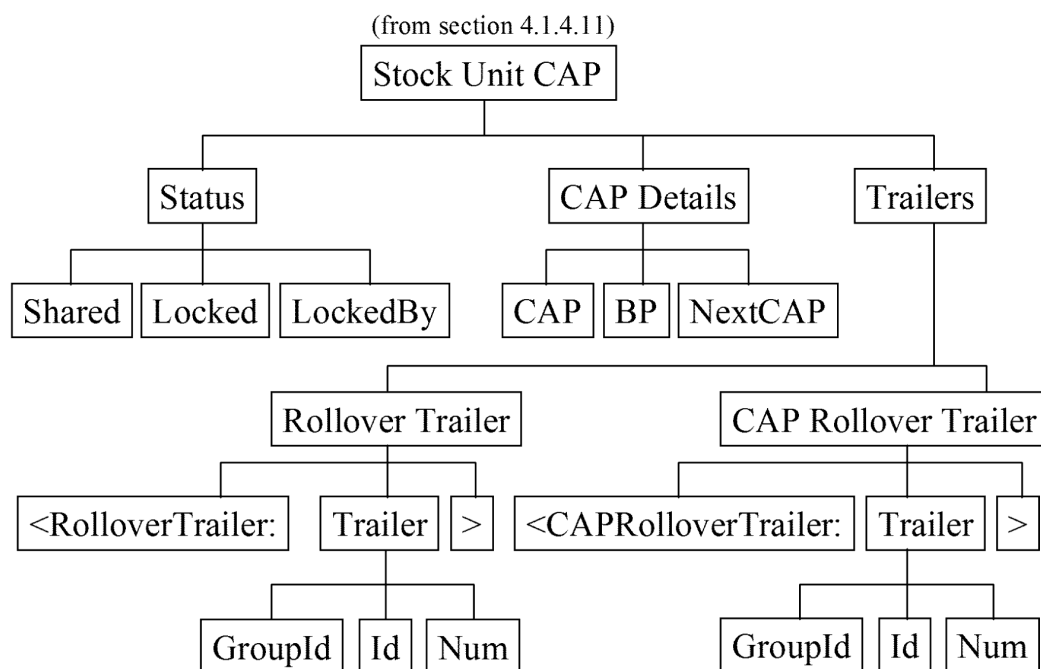 (from section 4.1.4.11)
Stock Unit CAP
Status CAP Details Trailers
Shared Locked LockedBy CAP BP NextCAP
Rollover Trailer CAP Rollover Trailer
<RolloverTrailer: Trailer > <CAPRolloverTrailer: Trailer >
GroupId Id Num GroupId Id Num